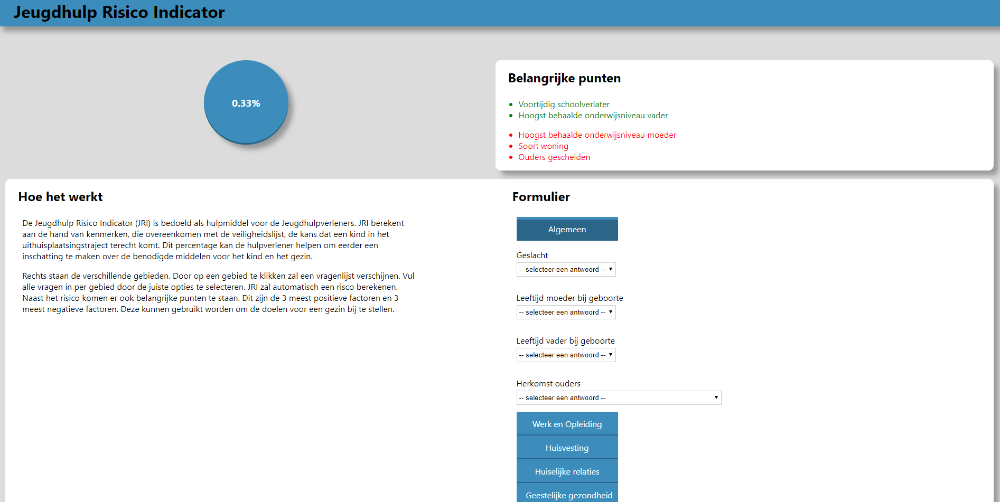 Jeugdhulp Risico Indicator
0.33%
Belangrijke punten
Voortijdig schoolverlater
Hoogst behaalde onderwijsniveau vader
Hoogst behaalde onderwijsniveau moeder
Soort woning
Ouders gescheiden
Hoe het werkt
De Jeugdhulp Risico Indicator (JRI) is bedoeld als hulpmiddel voor de Jeugdhulpverleners. JRI berekent
aan de hand van kenmerken, die overeenkomen met de veiligheidslijst, de kans dat een kind in het
uithuisplaatsingstraject terecht komt. Dit percentage kan de hulpverlener helpen om eerder een
inschatting te maken over de benodigde middelen voor het kind en het gezin.
Rechts staan de verschillende gebieden. Door op een gebied te klikken zal een vragenlijst verschijnen. Vul
alle vragen in per gebied door de juiste opties te selecteren. JRI zal automatisch een risco berekenen.
Naast het risico komen er ook belangrijke punten te staan. Dit zijn de 3 meest positieve factoren en 3
meest negatieve factoren. Deze kunnen gebruikt worden om de doelen voor een gezin bij te stellen.
Formulier
Algemeen
Geslacht
-- selecteer een antwoord --
Leeftijd moeder bij geboorte
-- selecteer een antwoord --
Leeftijd vader bij geboorte
-- selecteer een antwoord --
Herkomst ouders
-- selecteer een antwoord --
Werk en Opleiding
Huisvesting
Huiselijke relaties
Geestelijke gezondheid